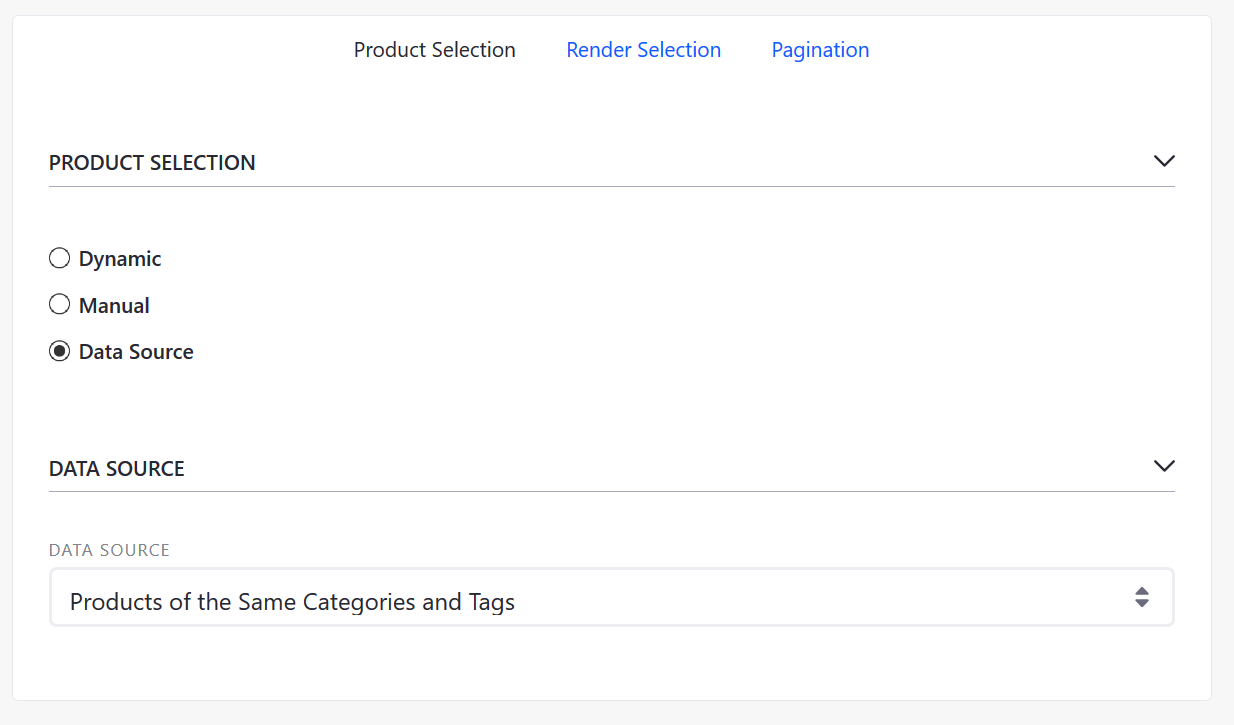 Product Selection Render Selection Pagination
PRODUCT SELECTION
Dynamic
Manual
Data Source
DATA SOURCE
DATA SOURCE
Products of the Same Categories and Tags